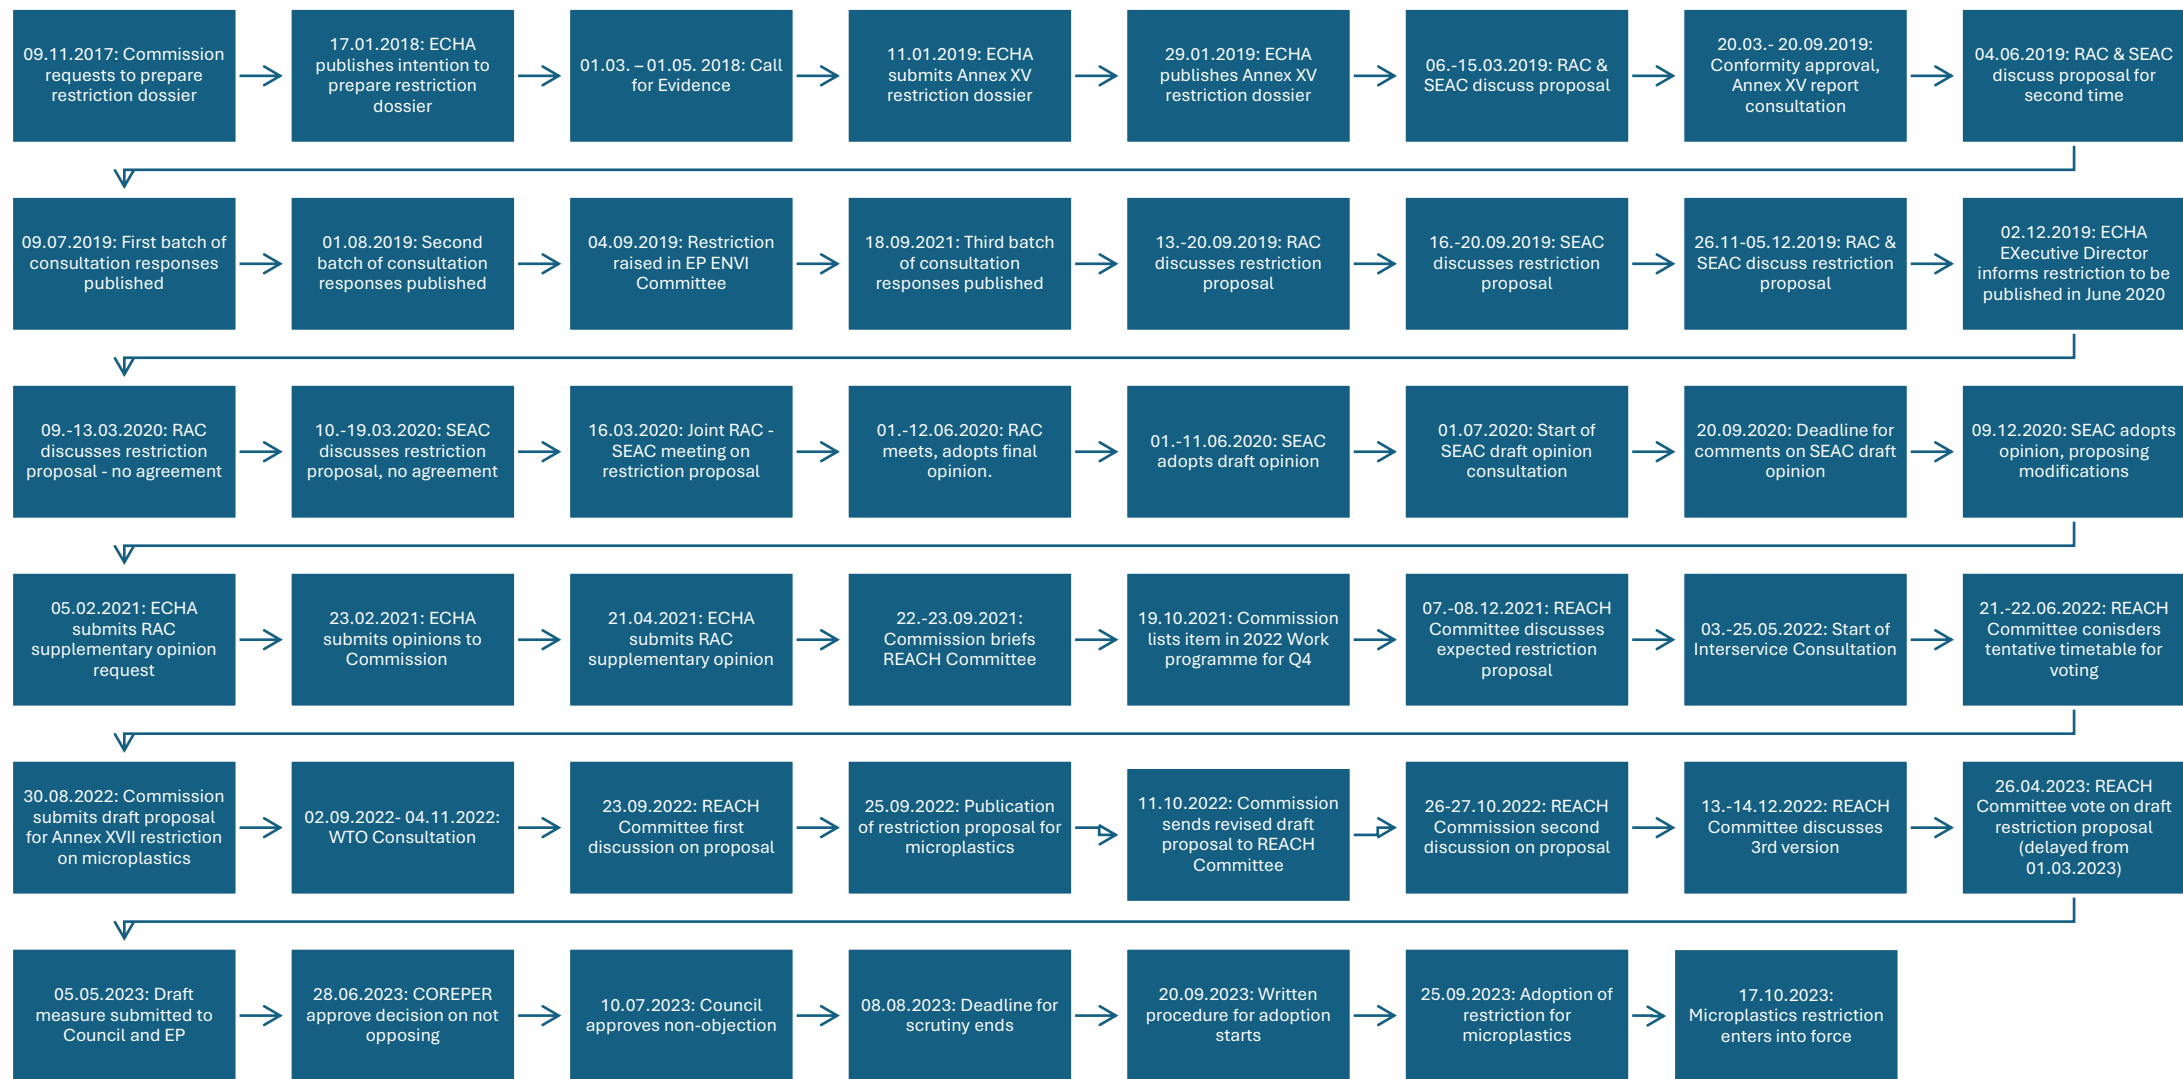 09.11.2017: Commission
requests to prepare
restriction dossier
17.01.2018: ECHA
publishes intention to
prepare restriction
dossier
01.03. – 01.05. 2018: Call
for Evidence
11.01.2019: ECHA
submits Annex XV
restriction dossier
29.01.2019: ECHA
publishes Annex XV
restriction dossier
06.-15.03.2019: RAC &
SEAC discuss proposal
20.03.- 20.09.2019:
Conformity approval,
Annex XV report
consultation
04.06.2019: RAC & SEAC
discuss proposal for
second time
09.07.2019: First batch of
consultation responses
published
01.08.2019: Second
batch of consultation
responses published
04.09.2019: Restriction
raised in EP ENVI
Committee
18.09.2021: Third batch
of consultation
responses published
13.-20.09.2019: RAC
discusses restriction
proposal
16.-20.09.2019: SEAC
discusses restriction
proposal
26.11-05.12.2019: RAC &
SEAC discuss restriction
proposal
02.12.2019: ECHA
EXecutive Director
informs restriction to be
published in June 2020
09.-13.03.2020: RAC
discusses restriction
proposal - no agreement
10.-19.03.2020: SEAC
discusses restriction
proposal, no agreement
16.03.2020: Joint RAC -
SEAC meeting on
restriction proposal
01.-12.06.2020: RAC
meets, adopts final
opinion.
01.-11.06.2020: SEAC
adopts draft opinion
01.07.2020: Start of
SEAC draft opinion
consultation
20.09.2020: Deadline for
comments on SEAC draft
opinion
09.12.2020: SEAC adopts
opinion, proposing
modifications
05.02.2021: ECHA
submits RAC
supplementary opinion
request
23.02.2021: ECHA
submits opinions to
Commission
21.04.2021: ECHA
submits RAC
supplementary opinion
22.-23.09.2021:
Commission briefs
REACH Committee
19.10.2021: Commission
lists item in 2022 Work
programme for Q4
07.-08.12.2021: REACH
Committee discusses
expected restriction
proposal
03.-25.05.2022: Start of
Interservice Consultation
21.-22.06.2022: REACH
Committee conisders
tentative timetable for
voting
30.08.2022: Commission
submits draft proposal
for Annex XVII restriction
on microplastics
02.09.2022- 04.11.2022:
WTO Consultation
23.09.2022: REACH
Committee first
discussion on proposal
25.09.2022: Publication
of restriction proposal for
microplastics
11.10.2022: Commission
sends revised draft
proposal to REACH
Committee
26-27.10.2022: REACH
Commission second
discussion on proposal
13.-14.12.2022: REACH
Committee discusses
3rd version
26.04.2023: REACH
Committee vote on draft
restriction proposal
(delayed from
01.03.2023)
05.05.2023: Draft
measure submitted to
Council and EP
28.06.2023: COREPER
approve decision on not
opposing
10.07.2023: Council
approves non-objection
08.08.2023: Deadline for
scrutiny ends
20.09.2023: Written
procedure for adoption
starts
25.09.2023: Adoption of
restriction for
microplastics
17.10.2023:
Microplastics restriction
enters into force